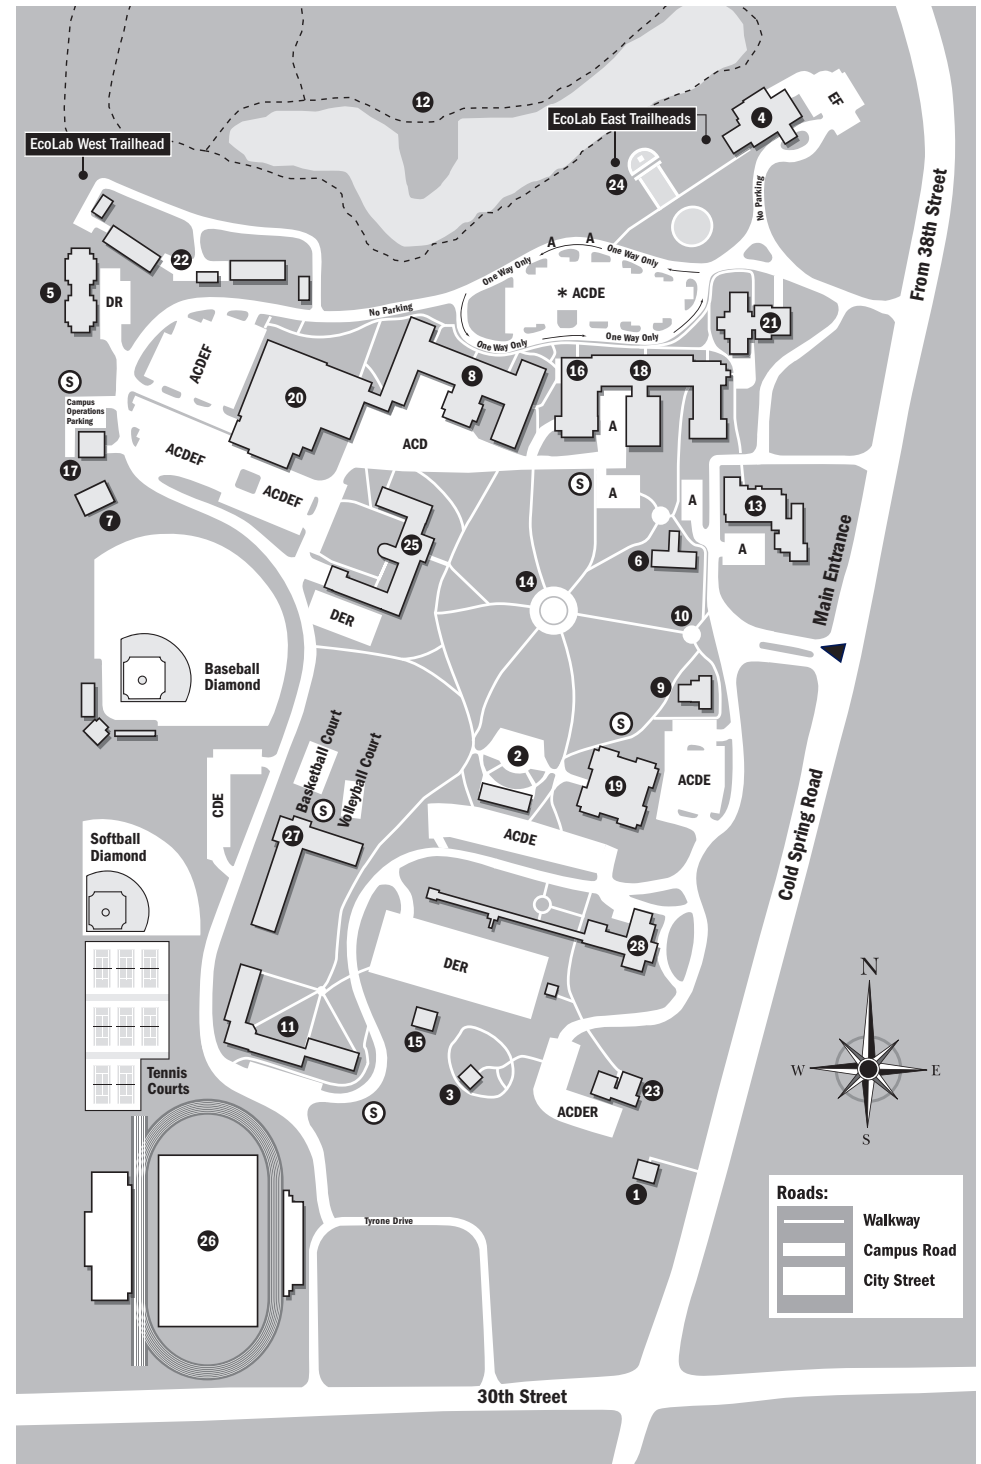 12
4
EF
EcoLab East Trailheads
EcoLab West Trailhead
24
No Parking
From 38th Street
22
A
A
One Way Only
One Way Only
5
DR
* ACDE
No Parking
21
One Way Only
One Way Only
ACDEF
16
18
8
20
S
Campus
Operations
Parking
A
ACD
17
ACDEF
S
ACDEF
A
A
13
7
25
A
6
Main Entrance
14
DER
10
Baseball
Diamond
9
S
Basketball Court
Volleyball Court
2
19
ACDE
CDE
S
27
ACDE
Softball
Diamond
Cold Spring Road
28
DER
N
11
15
W
E
Tennis
Courts
3
23
S
ACDER
S
1
Roads:
Walkway
Campus Road
City Street
Tyrone Drive
26
30th Street